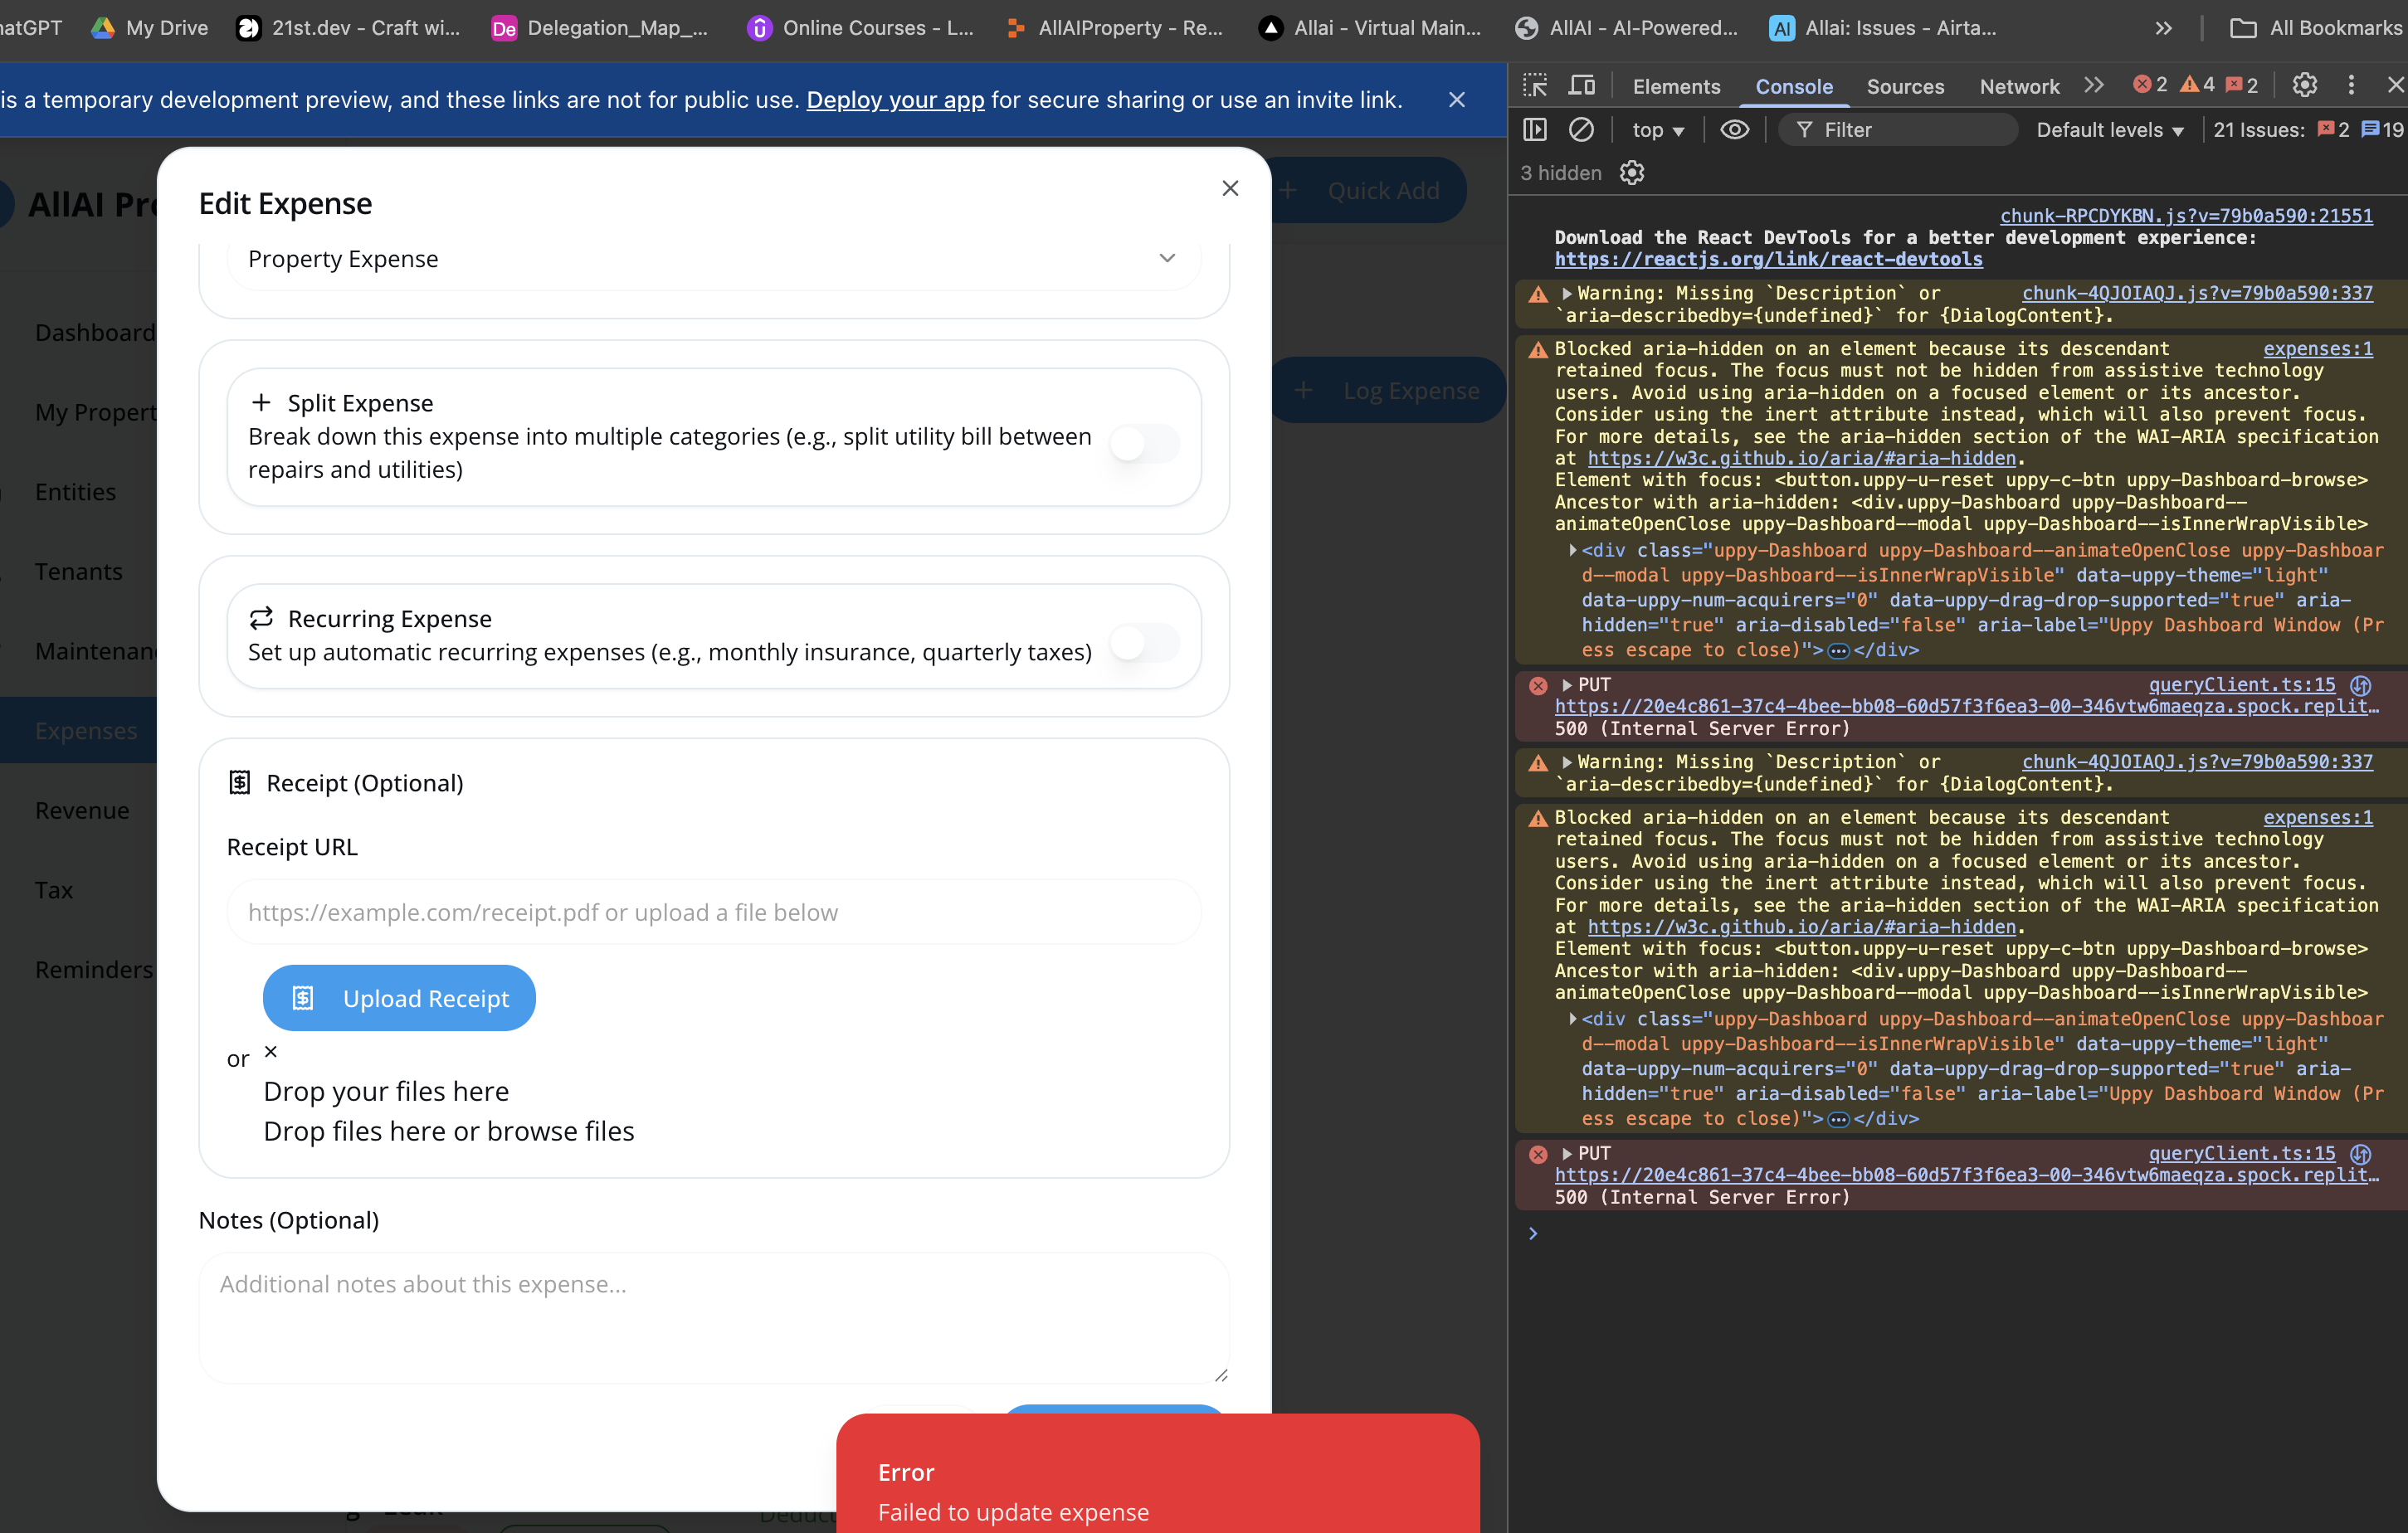 hatGPT
My Drive
21st.dev - Craft wi...
De
Delegation_Map_...
Online Courses - L...
AllAIProperty - Re...
Allai - Virtual Main...
AllAI - AI-Powered...
AI
Allai: Issues - Airta...
All Bookmarks
is a temporary development preview, and these links are not for public use. Deploy your app for secure sharing or use an invite link.
AllAI Pr
Quick Add
Log Expense
Dashboard
My Propert
Entities
Tenants
Maintenan
Expenses
Revenue
Tax
Reminders
Edit Expense
Property Expense
Split Expense
Break down this expense into multiple categories (e.g., split utility bill between
repairs and utilities)
Recurring Expense
Set up automatic recurring expenses (e.g., monthly insurance, quarterly taxes)
Receipt (Optional)
Receipt URL
https://example.com/receipt.pdf or upload a file below
Upload Receipt
or
Drop your files here
Drop files here or browse files
Notes (Optional)
Additional notes about this expense...
Error
Failed to update expense
Elements
Console
Sources
Network
2
4
2
top
Filter
Default levels
21 Issues:
2
19
3 hidden
chunk-RPCDYKBN.js?v=79b0a590:21551
Download the React DevTools for a better development experience:
https://reactjs.org/link/react-devtools
Warning: Missing `Description` or chunk-4QJOIAQJ.js?v=79b0a590:337
`aria-describedby={undefined}` for {DialogContent}.
Blocked aria-hidden on an element because its descendant expenses:1
retained focus. The focus must not be hidden from assistive technology
users. Avoid using aria-hidden on a focused element or its ancestor.
Consider using the inert attribute instead, which will also prevent focus.
For more details, see the aria-hidden section of the WAI-ARIA specification
at https://w3c.github.io/aria/#aria-hidden.
Element with focus: <button.uppy-u-reset uppy-c-btn uppy-Dashboard-browse>
Ancestor with aria-hidden: <div.uppy-Dashboard uppy-Dashboard--
animateOpenClose uppy-Dashboard--modal uppy-Dashboard--isInnerWrapVisible>
<div class="uppy-Dashboard uppy-Dashboard--animateOpenClose uppy-Dashboar
d--modal uppy-Dashboard--isInnerWrapVisible" data-uppy-theme="light"
data-uppy-num-acquirers="0" data-uppy-drag-drop-supported="true" aria-
hidden="true" aria-disabled="false" aria-label="Uppy Dashboard Window (Pr
ess escape to close)">…</div>
PUT queryClient.ts:15
https://20e4c861-37c4-4bee-bb08-60d57f3f6ea3-00-346vtw6maeqza.spock.replit…
500 (Internal Server Error)
Warning: Missing `Description` or chunk-4QJOIAQJ.js?v=79b0a590:337
`aria-describedby={undefined}` for {DialogContent}.
Blocked aria-hidden on an element because its descendant expenses:1
retained focus. The focus must not be hidden from assistive technology
users. Avoid using aria-hidden on a focused element or its ancestor.
Consider using the inert attribute instead, which will also prevent focus.
For more details, see the aria-hidden section of the WAI-ARIA specification
at https://w3c.github.io/aria/#aria-hidden.
Element with focus: <button.uppy-u-reset uppy-c-btn uppy-Dashboard-browse>
Ancestor with aria-hidden: <div.uppy-Dashboard uppy-Dashboard--
animateOpenClose uppy-Dashboard--modal uppy-Dashboard--isInnerWrapVisible>
<div class="uppy-Dashboard uppy-Dashboard--animateOpenClose uppy-Dashboar
d--modal uppy-Dashboard--isInnerWrapVisible" data-uppy-theme="light"
data-uppy-num-acquirers="0" data-uppy-drag-drop-supported="true" aria-
hidden="true" aria-disabled="false" aria-label="Uppy Dashboard Window (Pr
ess escape to close)">…</div>
PUT queryClient.ts:15
https://20e4c861-37c4-4bee-bb08-60d57f3f6ea3-00-346vtw6maeqza.spock.replit…
500 (Internal Server Error)